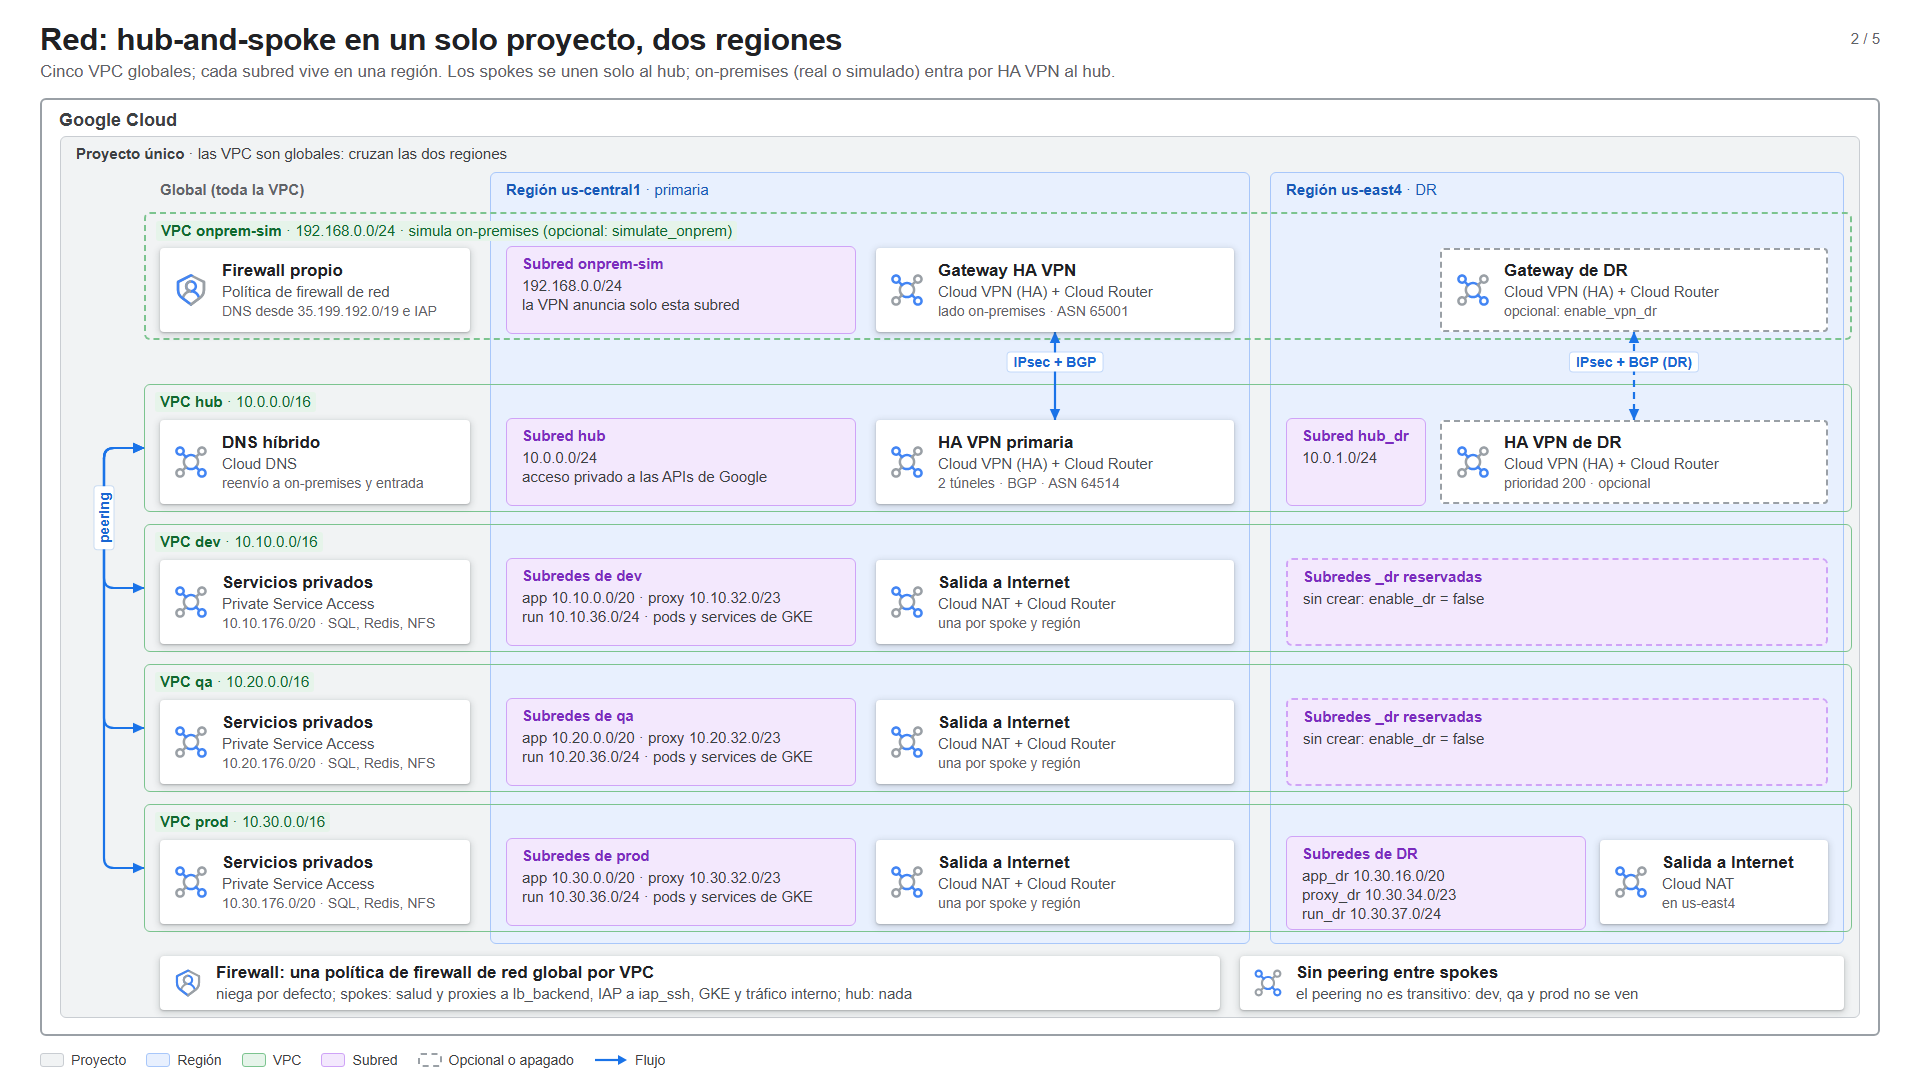 Red: hub-and-spoke en un solo proyecto, dos regiones
2 / 5
Cinco VPC globales; cada subred vive en una región. Los spokes se unen solo al hub; on-premises (real o simulado) entra por HA VPN al hub.
Google Cloud
Proyecto único · las VPC son globales: cruzan las dos regiones
Global (toda la VPC)
Región us-central1 · primaria
Región us-east4 · DR
VPC onprem-sim · 192.168.0.0/24 · simula on-premises (opcional: simulate_onprem)
Firewall propio
Política de firewall de red
DNS desde 35.199.192.0/19 e IAP
Subred onprem-sim
192.168.0.0/24
la VPN anuncia solo esta subred
Gateway HA VPN
Cloud VPN (HA) + Cloud Router
lado on-premises · ASN 65001
Gateway de DR
Cloud VPN (HA) + Cloud Router
opcional: enable_vpn_dr
IPsec + BGP
IPsec + BGP (DR)
peering
VPC hub · 10.0.0.0/16
DNS híbrido
Cloud DNS
reenvío a on-premises y entrada
Subred hub
10.0.0.0/24
acceso privado a las APIs de Google
HA VPN primaria
Cloud VPN (HA) + Cloud Router
2 túneles · BGP · ASN 64514
Subred hub_dr
10.0.1.0/24
HA VPN de DR
Cloud VPN (HA) + Cloud Router
prioridad 200 · opcional
VPC dev · 10.10.0.0/16
Servicios privados
Private Service Access
10.10.176.0/20 · SQL, Redis, NFS
Subredes de dev
app 10.10.0.0/20 · proxy 10.10.32.0/23
run 10.10.36.0/24 · pods y services de GKE
Salida a Internet
Cloud NAT + Cloud Router
una por spoke y región
Subredes _dr reservadas
sin crear: enable_dr = false
VPC qa · 10.20.0.0/16
Servicios privados
Private Service Access
10.20.176.0/20 · SQL, Redis, NFS
Subredes de qa
app 10.20.0.0/20 · proxy 10.20.32.0/23
run 10.20.36.0/24 · pods y services de GKE
Salida a Internet
Cloud NAT + Cloud Router
una por spoke y región
Subredes _dr reservadas
sin crear: enable_dr = false
VPC prod · 10.30.0.0/16
Servicios privados
Private Service Access
10.30.176.0/20 · SQL, Redis, NFS
Subredes de prod
app 10.30.0.0/20 · proxy 10.30.32.0/23
run 10.30.36.0/24 · pods y services de GKE
Salida a Internet
Cloud NAT + Cloud Router
una por spoke y región
Subredes de DR
app_dr 10.30.16.0/20
proxy_dr 10.30.34.0/23
run_dr 10.30.37.0/24
Salida a Internet
Cloud NAT
en us-east4
Firewall: una política de firewall de red global por VPC
niega por defecto; spokes: salud y proxies a lb_backend, IAP a iap_ssh, GKE y tráfico interno; hub: nada
Sin peering entre spokes
el peering no es transitivo: dev, qa y prod no se ven
Proyecto
Región
VPC
Subred
Opcional o apagado
Flujo